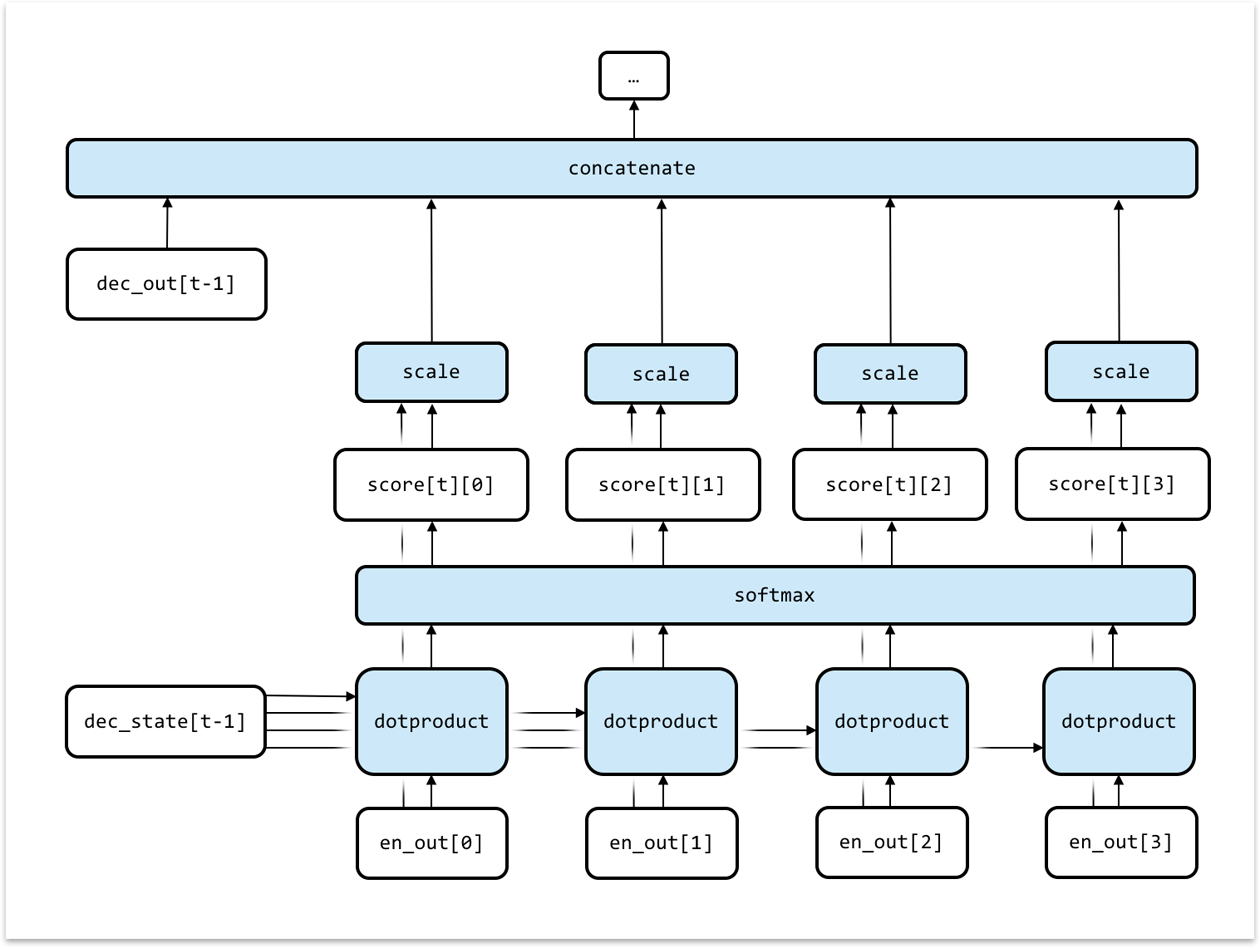 …
concatenate
dec_out[t-1]
scale
scale
scale
scale
score[t][0]
score[t][1]
score[t][2]
score[t][3]
softmax
dec_state[t-1]
dotproduct
dotproduct
dotproduct
dotproduct
en_out[0]
en_out[1]
en_out[2]
en_out[3]